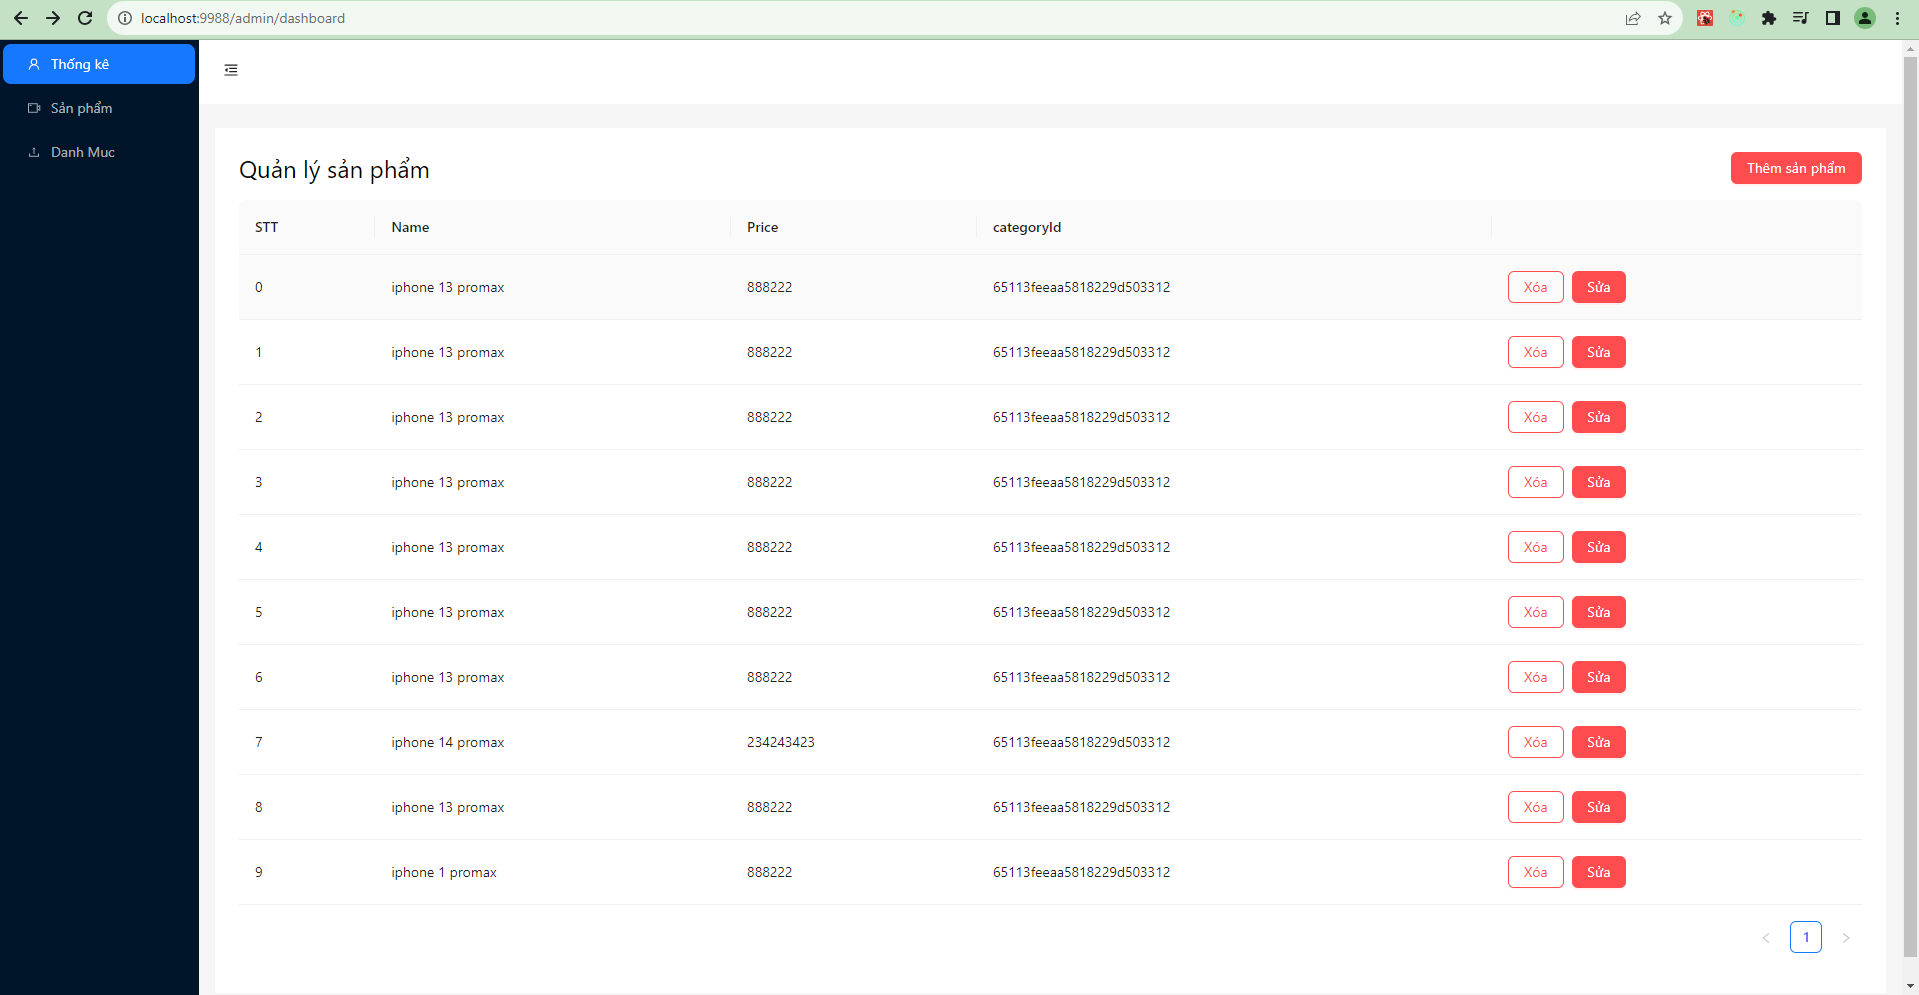 localhost:9988/admin/dashboard
Thống kê
Sản phẩm
Danh Muc
Quản lý sản phẩm
Thêm sản phẩm
STT Name Price categoryId
0 iphone 13 promax 888222 65113feeaa5818229d503312 Xóa Sửa
1 iphone 13 promax 888222 65113feeaa5818229d503312 Xóa Sửa
2 iphone 13 promax 888222 65113feeaa5818229d503312 Xóa Sửa
3 iphone 13 promax 888222 65113feeaa5818229d503312 Xóa Sửa
4 iphone 13 promax 888222 65113feeaa5818229d503312 Xóa Sửa
5 iphone 13 promax 888222 65113feeaa5818229d503312 Xóa Sửa
6 iphone 13 promax 888222 65113feeaa5818229d503312 Xóa Sửa
7 iphone 14 promax 234243423 65113feeaa5818229d503312 Xóa Sửa
8 iphone 13 promax 888222 65113feeaa5818229d503312 Xóa Sửa
9 iphone 1 promax 888222 65113feeaa5818229d503312 Xóa Sửa
< 1 >